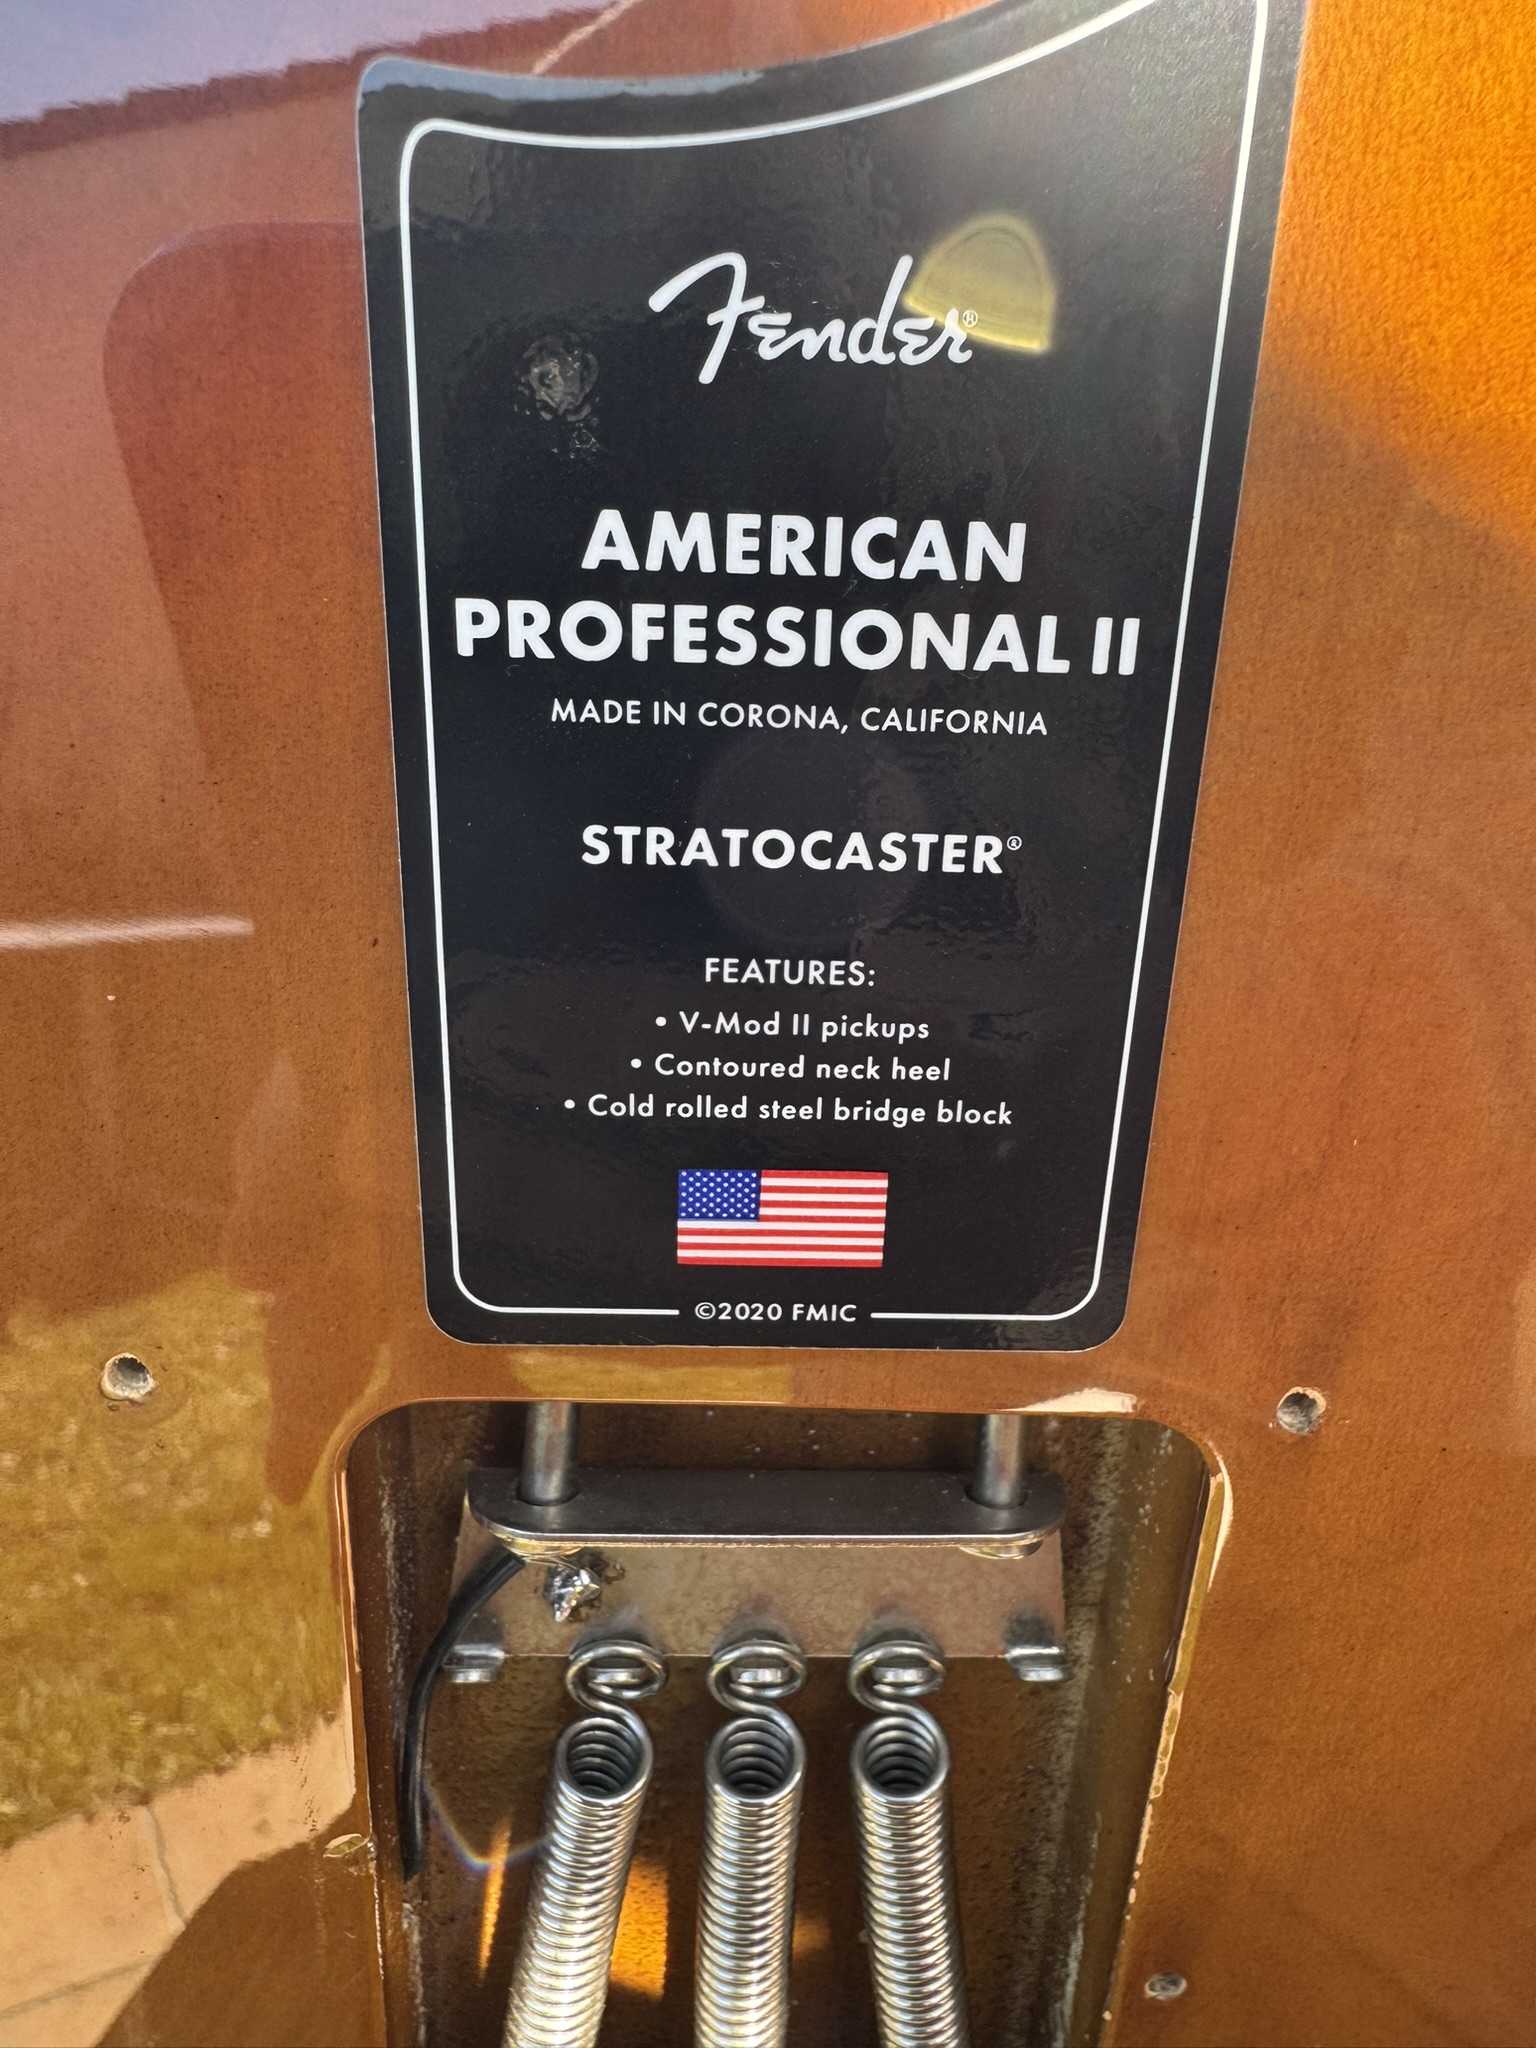 Fender®
AMERICAN
PROFESSIONAL II
MADE IN CORONA, CALIFORNIA
STRATOCASTER®
FEATURES:
• V-Mod II pickups
• Contoured neck heel
• Cold rolled steel bridge block
©2020 FMIC